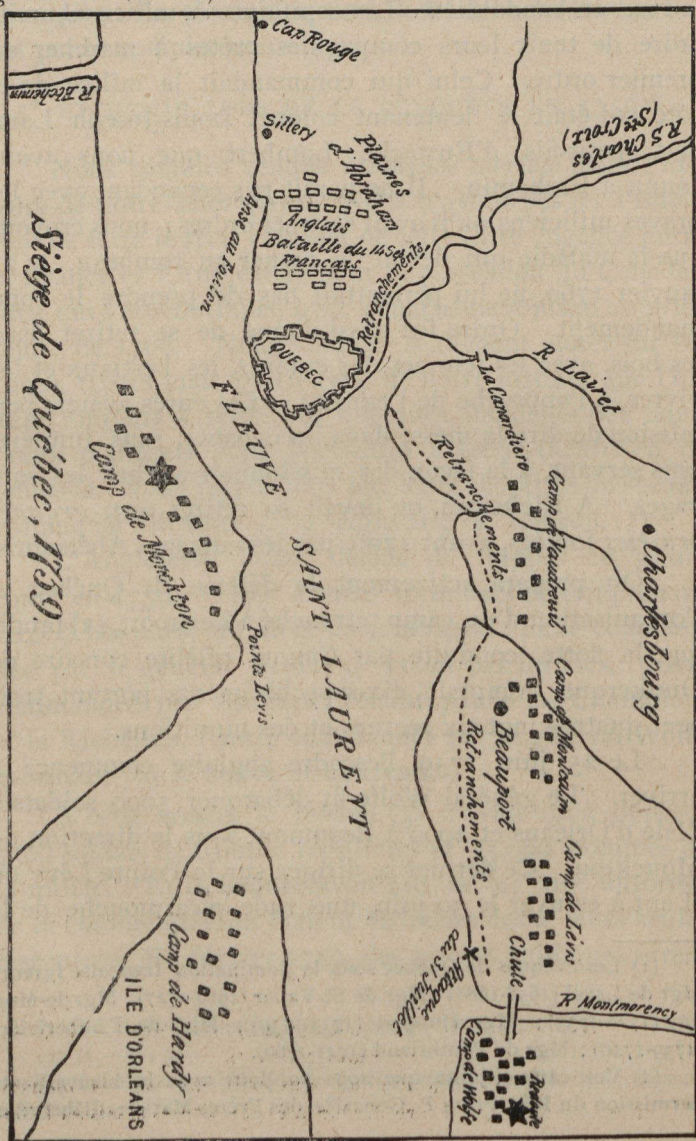 Siège de Québec, 1759
R. Etchemin
Cap Rouge
Sillery
Plaines
d'Abraham
Anglais
Bataille du 14 Sept
Français
Anse au Foulon
Retranchements
QUÉBEC
R. S. Charles
(Ste Croix)
R. Lairet
La Canardière
Retranchements
Camp de Vaudreuil
Charlesbourg
FLEUVE SAINT LAURENT
Camp de Monckton
Pointe Levis
Camp de Montcalm
Beauport
Retranchements
Camp de Lévis
Chute
R. Montmorency
Attaque
du 31 Juillet
Redoute
Camp de Wolfe
Camp de Hardy
ILE D'ORLEANS